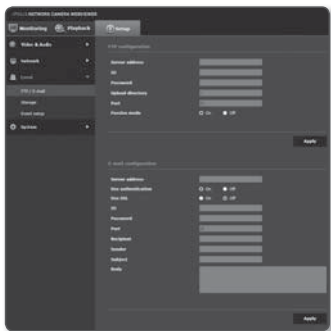 NETWORK CAMERA WEBVIEWER
Monitoring
Playback
Setup
Video & Audio
Network
Event
FTP / E-mail
Storage
Event setup
System
FTP configuration
Server address
ID
Password
Upload directory
Port
Passive mode
On
Off
Apply
E-mail configuration
Server address
Use authentication
On
Off
Use SSL
On
Off
ID
Password
Port
Recipient
Sender
Subject
Body
Apply